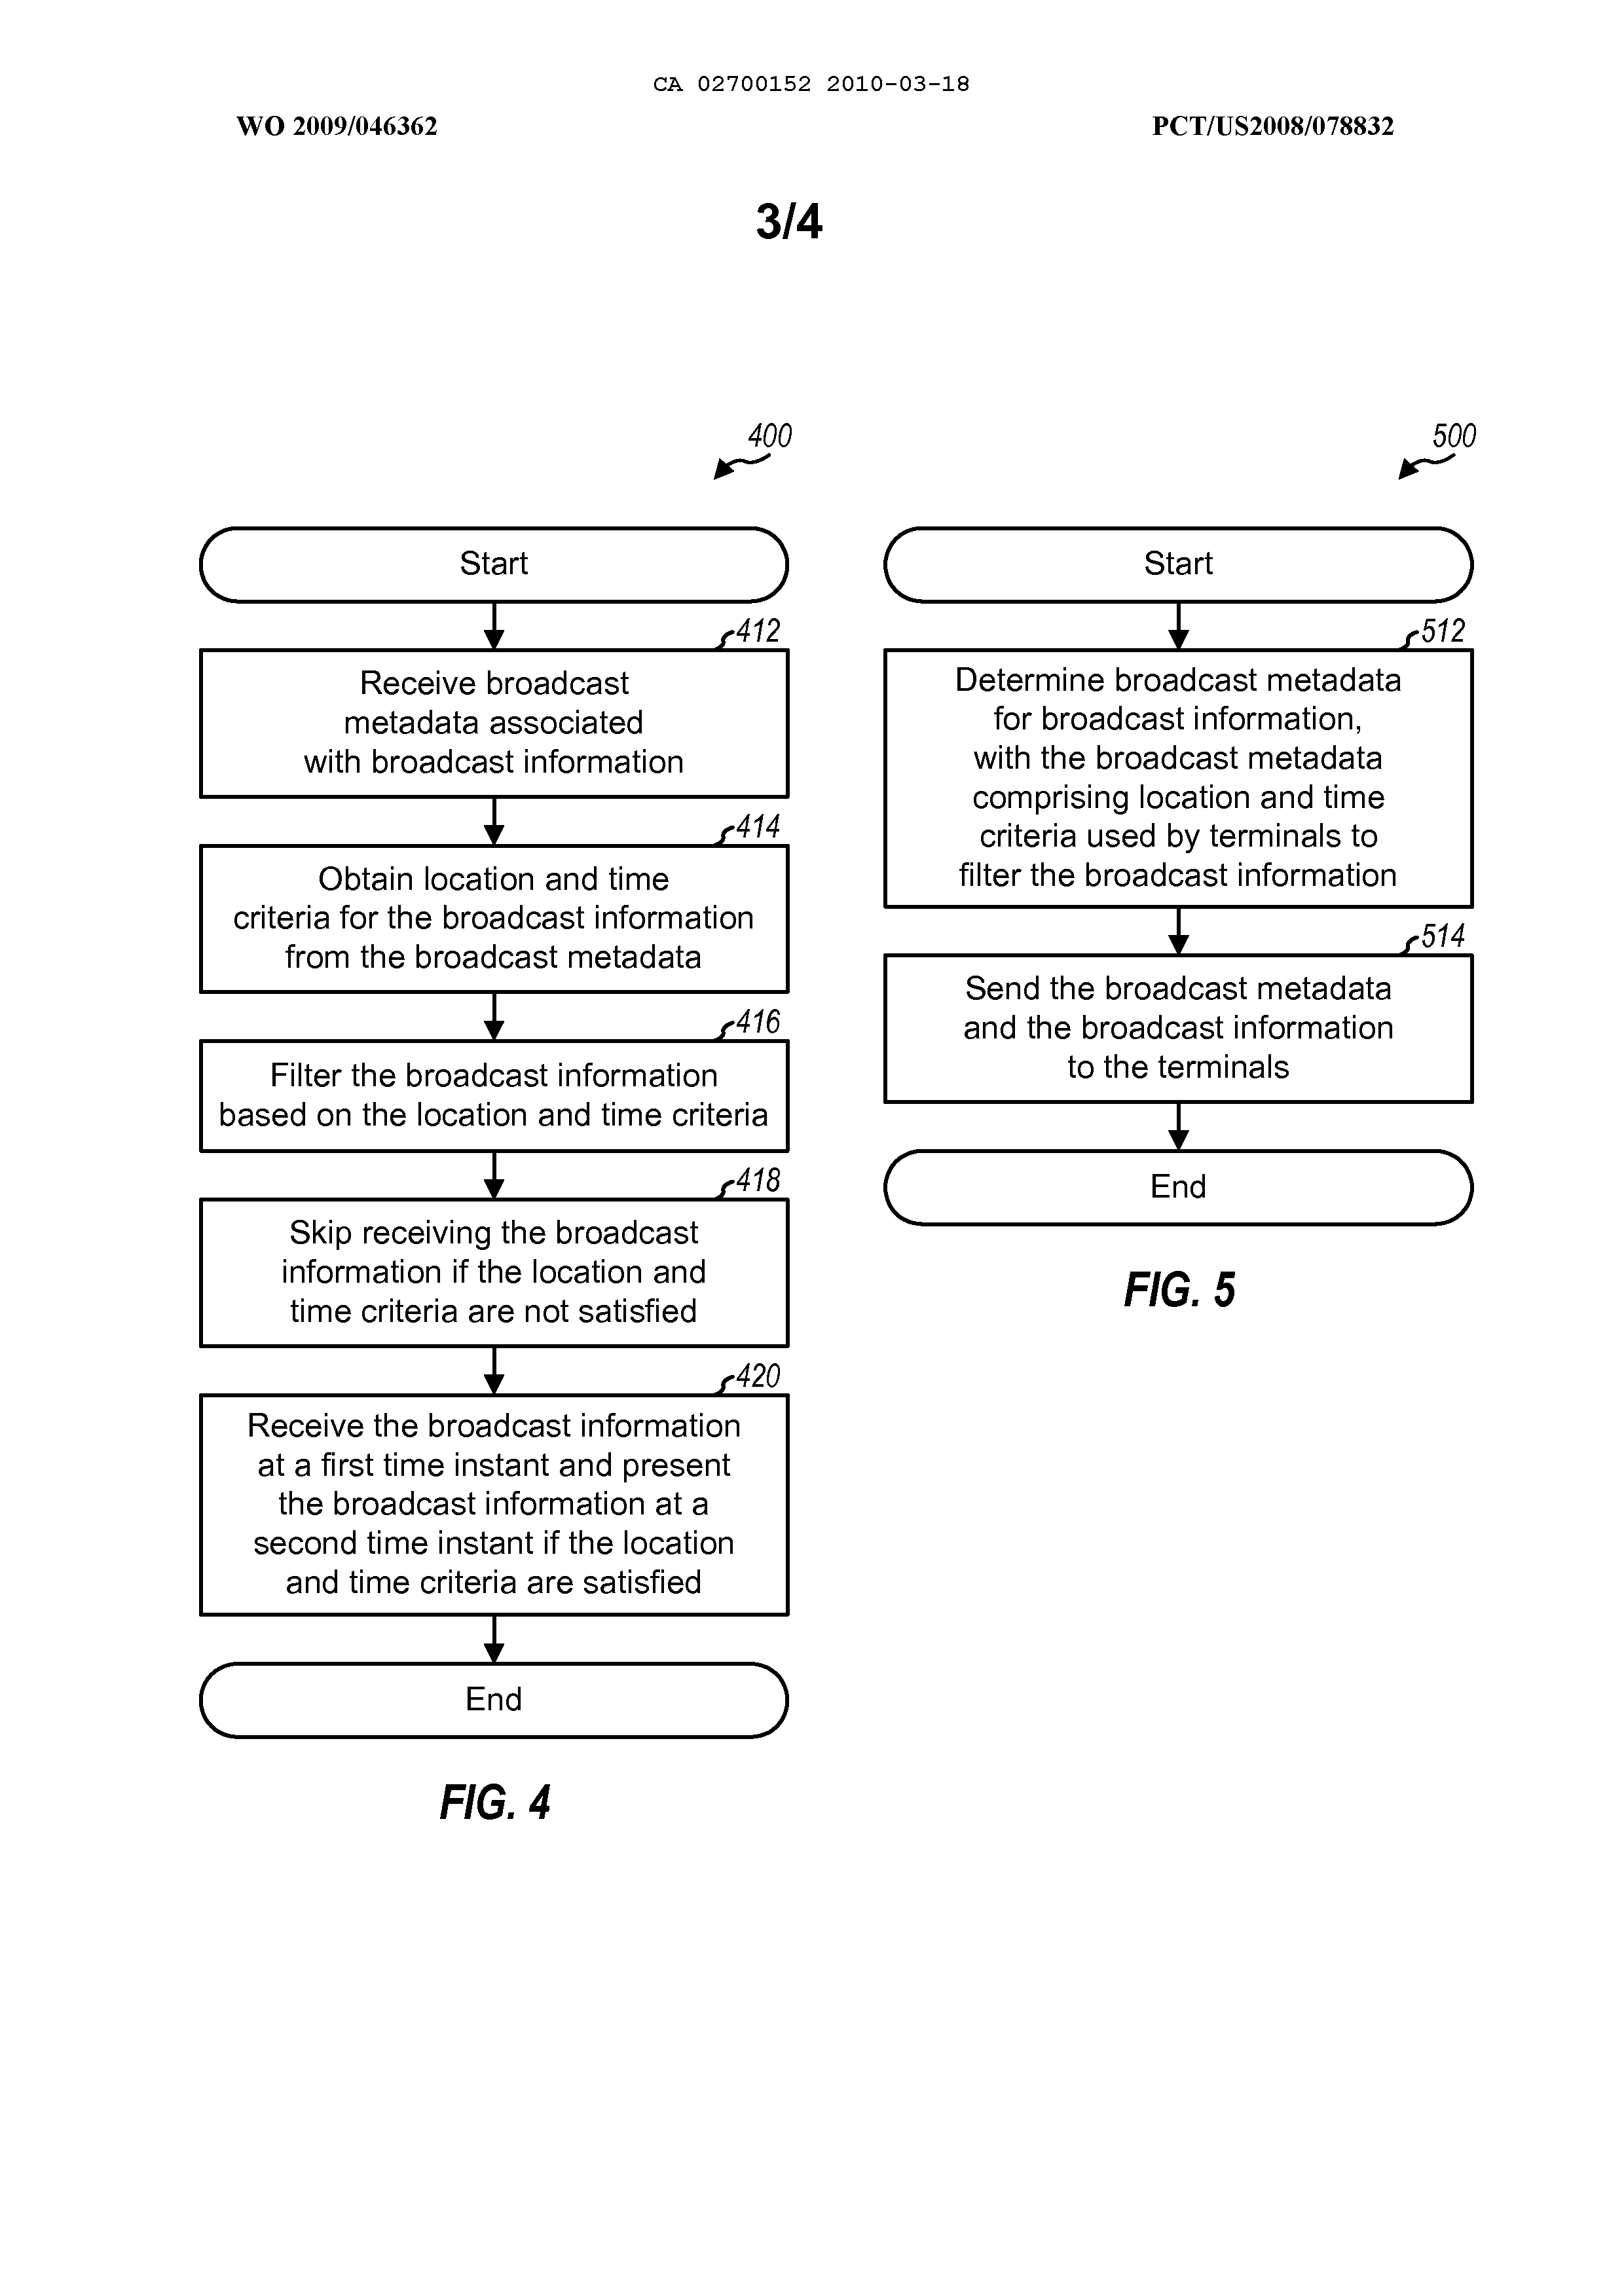 CA 02700152 2010-03-18
WO 2009/046362
PCT/US2008/078832
3/4
400
Start
412
Receive broadcast
metadata associated
with broadcast information
414
Obtain location and time
criteria for the broadcast information
from the broadcast metadata
416
Filter the broadcast information
based on the location and time criteria
418
Skip receiving the broadcast
information if the location and
time criteria are not satisfied
420
Receive the broadcast information
at a first time instant and present
the broadcast information at a
second time instant if the location
and time criteria are satisfied
End
FIG. 4
500
Start
512
Determine broadcast metadata
for broadcast information,
with the broadcast metadata
comprising location and time
criteria used by terminals to
filter the broadcast information
514
Send the broadcast metadata
and the broadcast information
to the terminals
End
FIG. 5